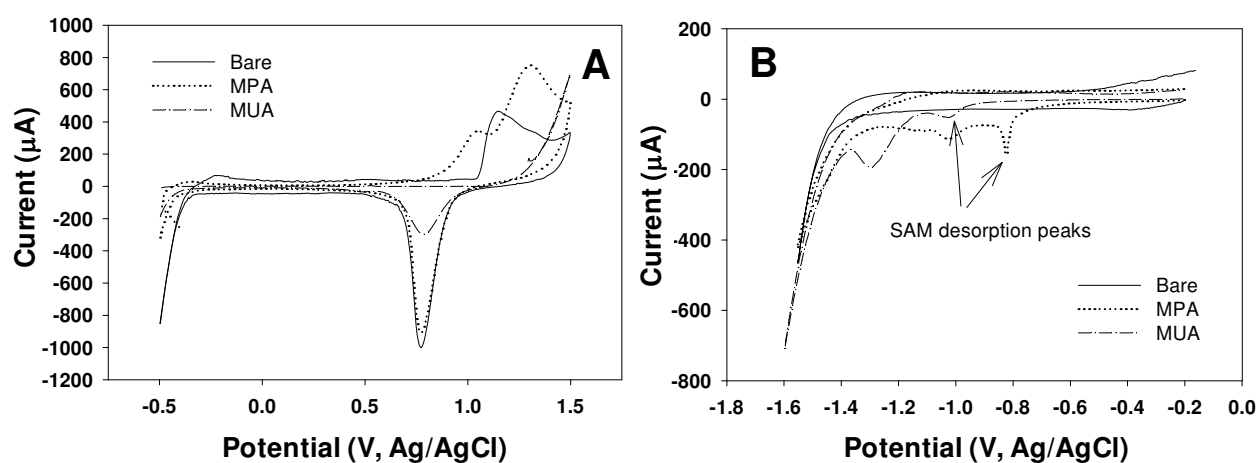 A
Bare
MPA
MUA
1000
800
600
400
200
0
-200
-400
-600
-800
-1000
-1200
Current (μA)
-0.5 0.0 0.5 1.0 1.5
Potential (V, Ag/AgCl)
B
200
0
-200
-400
-600
-800
Current (μA)
SAM desorption peaks
Bare
MPA
MUA
-1.8 -1.6 -1.4 -1.2 -1.0 -0.8 -0.6 -0.4 -0.2 0.0
Potential (V, Ag/AgCl)